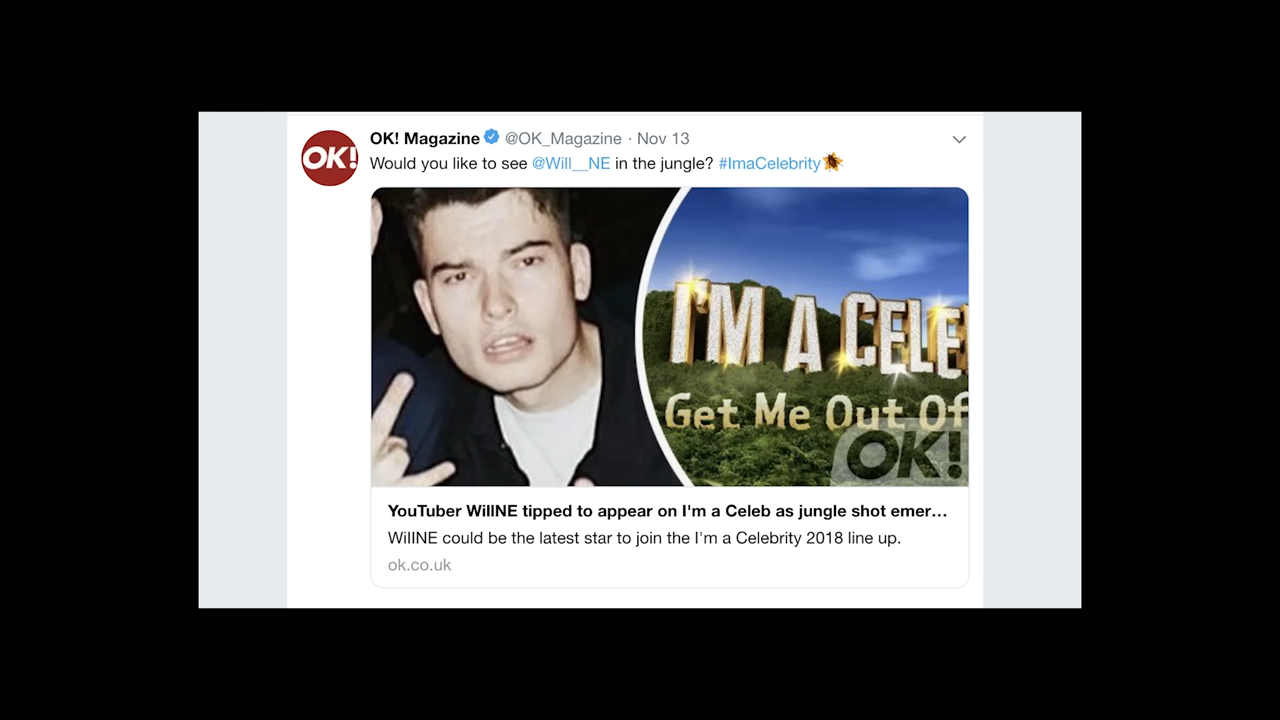 OK!
OK! Magazine @OK_Magazine · Nov 13
Would you like to see @Will__NE in the jungle? #ImaCelebrity
I'M A CELE
Get Me Out Of
OK!
YouTuber WillNE tipped to appear on I'm a Celeb as jungle shot emer…
WillNE could be the latest star to join the I'm a Celebrity 2018 line up.
ok.co.uk